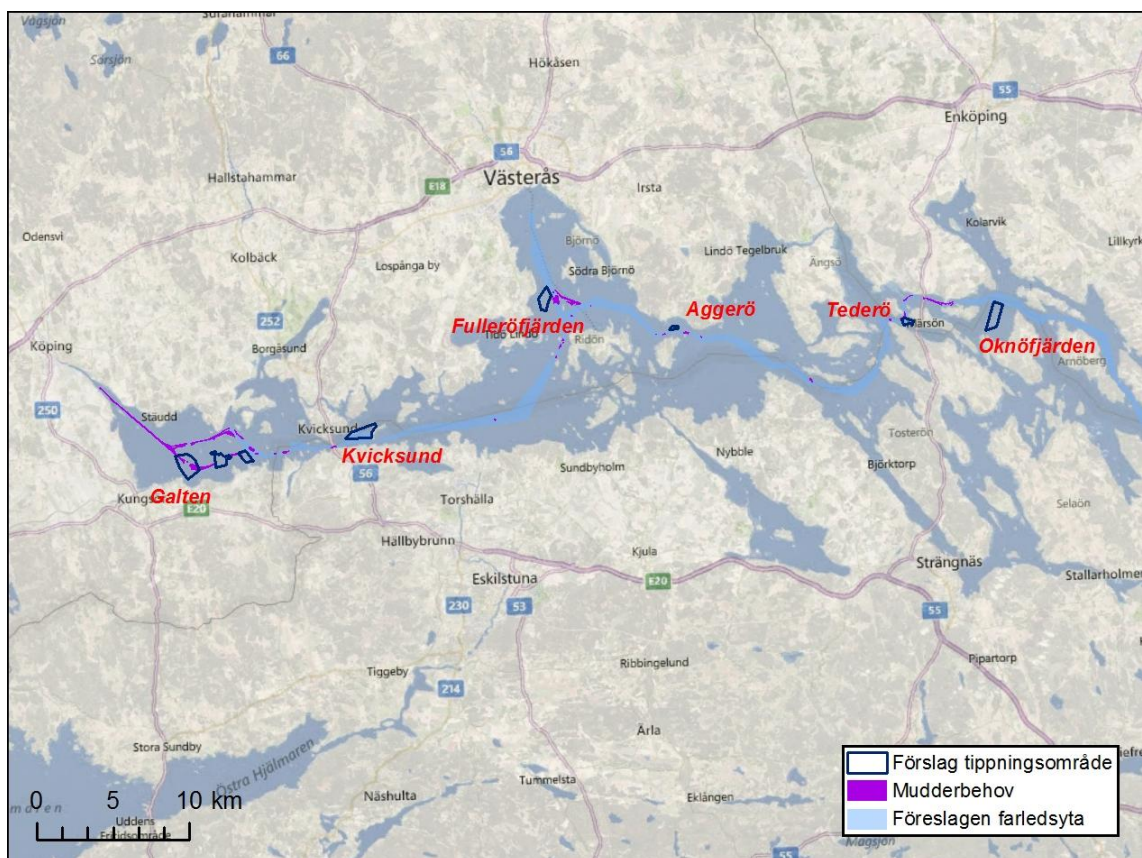 Sörsjön
66
Hökåsen
55
Enköping
56
Västerås
Hallstahammar
E18
Irsta
Odensvi
Kolarvik
Björnö
Kolbäck
Lospånga by
Lindö Tegelbruk
Ängsö
Södra Björnö
Aggerö
Tederö
Fulleröfjärden
Tidö Lindö
Ridön
Oknöfjärden
252
Köping
Borgåsund
Arnöberg
250
Stäudd
Kvicksund
Kvicksund
Tosterön
Nybble
56
Sundbyholm
Björktorp
Galten
Torshälla
Selaön
E20
Hällbybrunn
Kjula
Strängnäs
Eskilstuna
E20
Stallarholmen
230
53
55
Tiggeby
Ribbingelund
Pipartorp
214
Ärla
Stora Sundby
Östra Hjälmaren
Förslag tippningsområde
Tummelsta
Mudderbehov
0 5 10 km
Näshulta
Eklången
Föreslagen farledsyta
Uddens
55